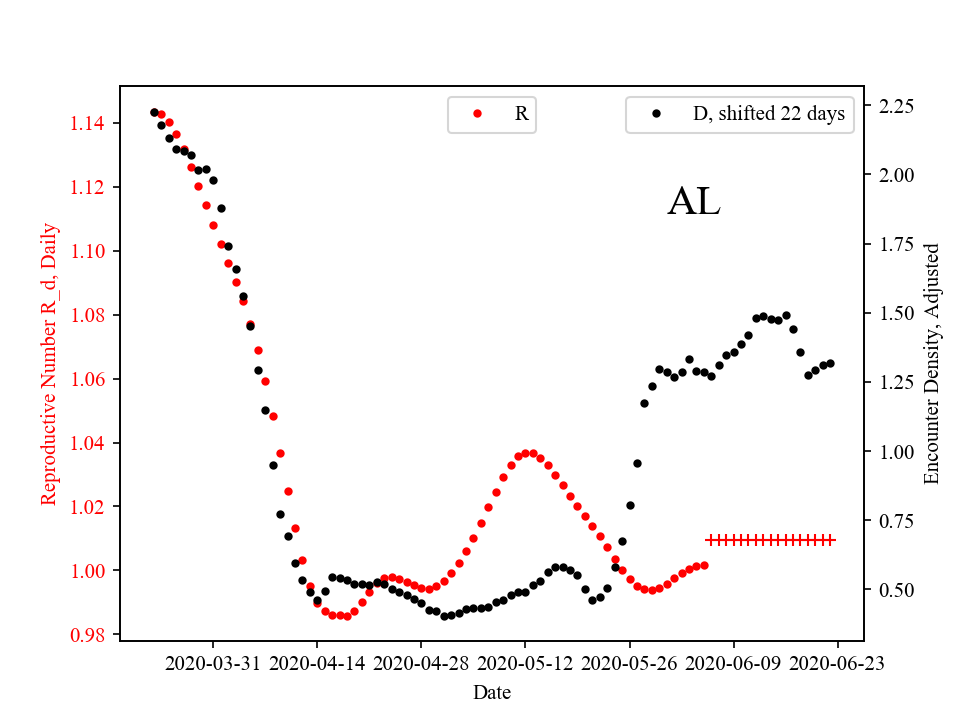 R
D, shifted 22 days
AL
Reproductive Number R_d, Daily
1.14
1.12
1.10
1.08
1.06
1.04
1.02
1.00
0.98
2.25
2.00
1.75
1.50
1.25
1.00
0.75
0.50
Encounter Density, Adjusted
2020-03-31 2020-04-14 2020-04-28 2020-05-12 2020-05-26 2020-06-09 2020-06-23
Date